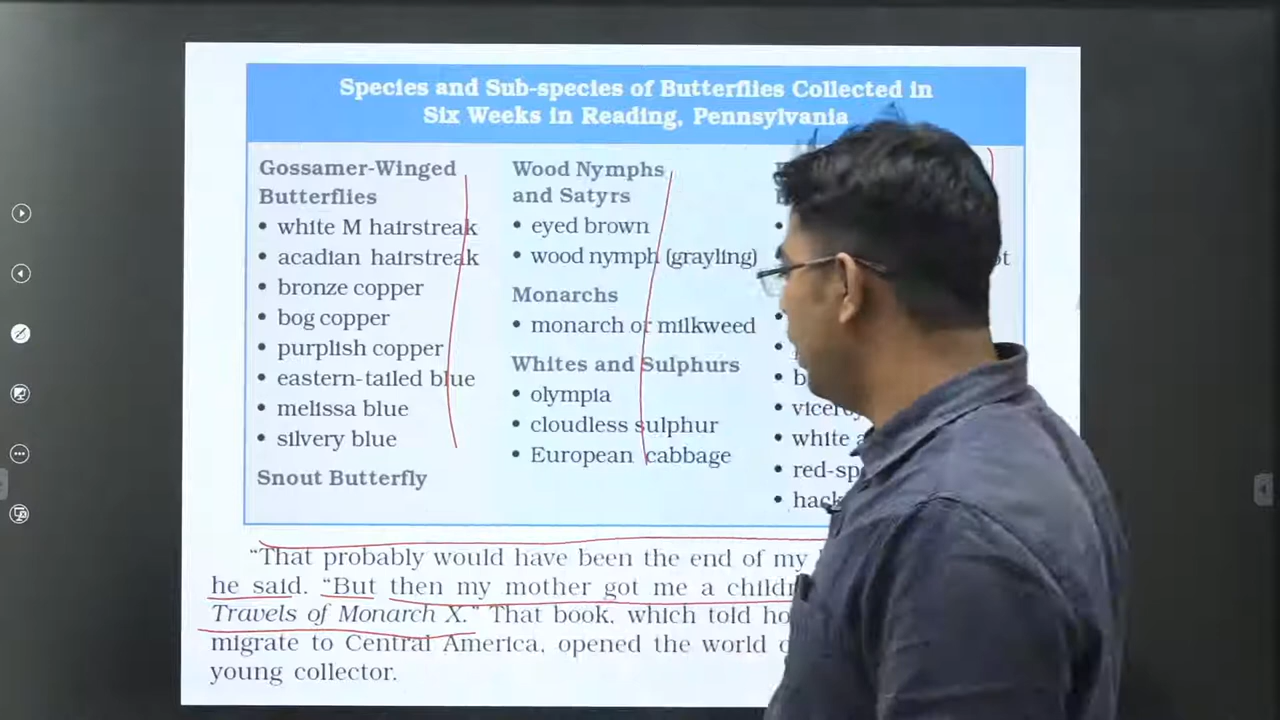 Species and Sub-species of Butterflies Collected in
Six Weeks in Reading, Pennsylvania
Gossamer-Winged
Butterflies
• white M hairstreak
• acadian hairstreak
• bronze copper
• bog copper
• purplish copper
• eastern-tailed blue
• melissa blue
• silvery blue
Snout Butterfly
Wood Nymphs
and Satyrs
• eyed brown
• wood nymph (grayling)
Monarchs
• monarch or milkweed
Whites and Sulphurs
• olympia
• cloudless sulphur
• European cabbage
• white
“That probably would have been the end of my
he said. “But then my mother got me a
Travels of Monarch X.” That book, which told
migrate to Central America, opened the world
young collector.